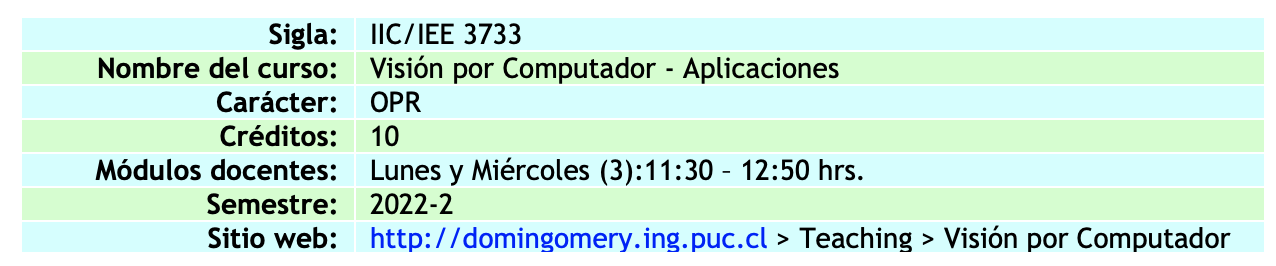 Sigla: IIC/IEE 3733
Nombre del curso: Visión por Computador - Aplicaciones
Carácter: OPR
Créditos: 10
Módulos docentes: Lunes y Miércoles (3):11:30 – 12:50 hrs.
Semestre: 2022-2
Sitio web: http://domingomery.ing.puc.cl > Teaching > Visión por Computador